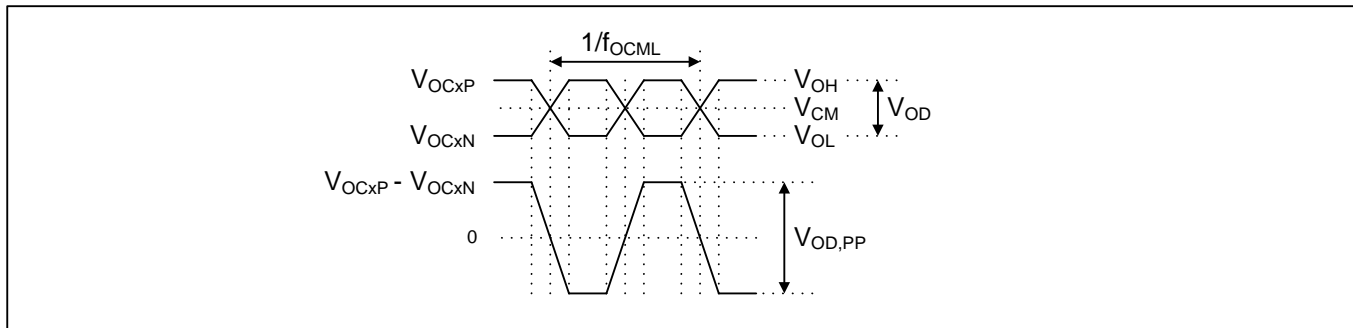 1/fOCML
VOCxP
VOH
VCM
VOD
VOCxN
VOL
VOCxP - VOCxN
0
VOD,PP